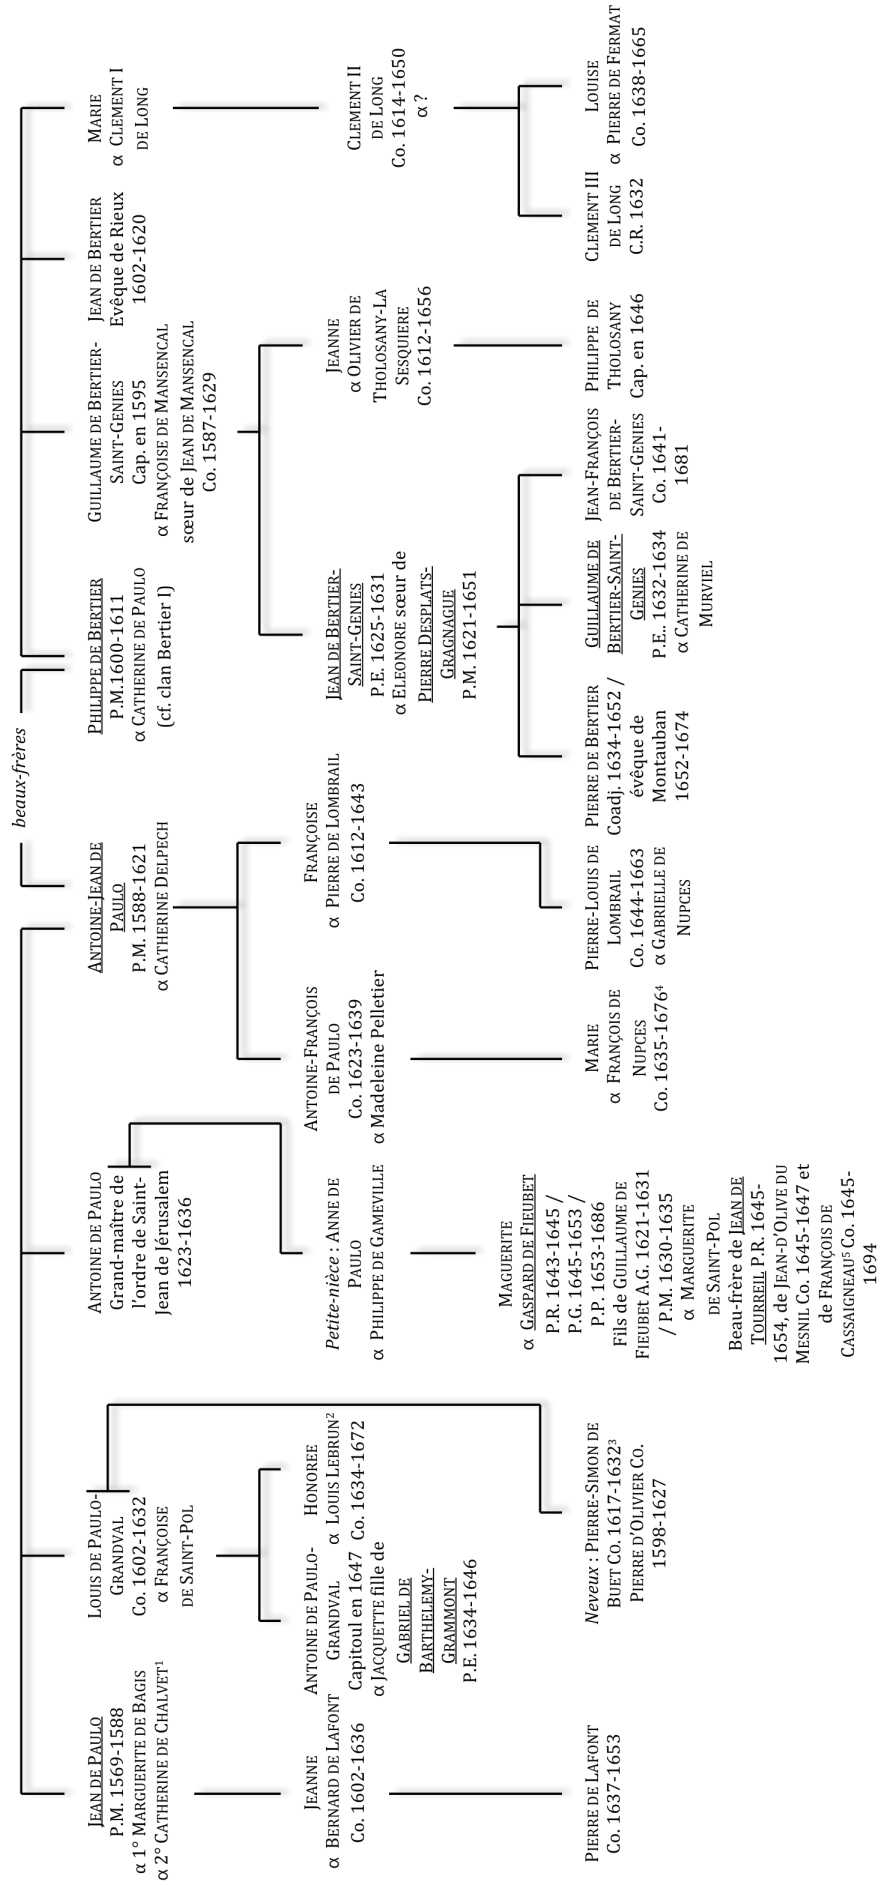 beaux-frères
JEAN DE PAULO
P.M. 1569-1588
α 1° MARGUERITE DE BAGIS
α 2° CATHERINE DE CHALVET¹
LOUIS DE PAULO-
GRANDVAL
Co. 1602-1632
α FRANÇOISE
DE SAINT-POL
ANTOINE DE PAULO
Grand-maître de
l'ordre de Saint-
Jean de Jérusalem
1623-1636
ANTOINE-JEAN DE
PAULO
P.M. 1588-1621
α CATHERINE DELPECH
PHILIPPE DE BERTIER
P.M.1600-1611
α CATHERINE DE PAULO
(cf. clan Bertier I)
GUILLAUME DE BERTIER-
SAINT-GENIES
Cap. en 1595
α FRANÇOISE DE MANSENCAL
sœur de JEAN DE MANSENCAL
Co. 1587-1629
JEAN DE BERTIER
Evêque de Rieux
1602-1620
MARIE
α CLEMENT I
DE LONG
JEANNE
α BERNARD DE LAFONT
Co. 1602-1636
ANTOINE DE PAULO-
GRANDVAL
Capitoul en 1647
α JACQUETTE fille de
GABRIEL DE
BARTHELEMY-
GRAMMONT
P.E. 1634-1646
HONOREE
α LOUIS LEBRUN²
Co. 1634-1672
Petite-nièce : ANNE DE
PAULO
α PHILIPPE DE GAMEVILLE
ANTOINE-FRANÇOIS
DE PAULO
Co. 1623-1639
α Madeleine Pelletier
FRANÇOISE
α PIERRE DE LOMBRAIL
Co. 1612-1643
JEAN DE BERTIER-
SAINT-GENIES
P.E. 1625-1631
α ELEONORE sœur de
PIERRE DESPLATS-
GRAGNAGUE
P.M. 1621-1651
JEANNE
α OLIVIER DE
THOLOSANY-LA
SESQUIERE
Co. 1612-1656
CLEMENT II
DE LONG
Co. 1614-1650
α ?
PIERRE DE LAFONT
Co. 1637-1653
Neveux : PIERRE-SIMON DE
BUET Co. 1617-1632³
PIERRE D'OLIVIER Co.
1598-1627
MAGUERITE
α GASPARD DE FIEUBET
P.R. 1643-1645 /
P.G. 1645-1653 /
P.P. 1653-1686
Fils de GUILLAUME DE
FIEUBET A.G. 1621-1631
/ P.M. 1630-1635
α MARGUERITE
DE SAINT-POL
Beau-frère de JEAN DE
TOURREIL P.R. 1645-
1654, de JEAN-D'OLIVE DU
MESNIL Co. 1645-1647 et
de FRANÇOIS DE
CASSAIGNEAU⁵ Co. 1645-
1694
MARIE
α FRANÇOIS DE
NUPCES
Co. 1635-1676⁴
PIERRE-LOUIS DE
LOMBRAIL
Co. 1644-1663
α GABRIELLE DE
NUPCES
PIERRE DE BERTIER
Coadj. 1634-1652 /
évêque de
Montauban
1652-1674
GUILLAUME DE
BERTIER-SAINT-
GENIES
P.E.. 1632-1634
α CATHERINE DE
MURVIEL
JEAN-FRANÇOIS
DE BERTIER-
SAINT-GENIES
Co. 1641-
1681
PHILIPPE DE
THOLOSANY
Cap. en 1646
CLEMENT III
DE LONG
C.R. 1632
LOUISE
α PIERRE DE FERMAT
Co. 1638-1665